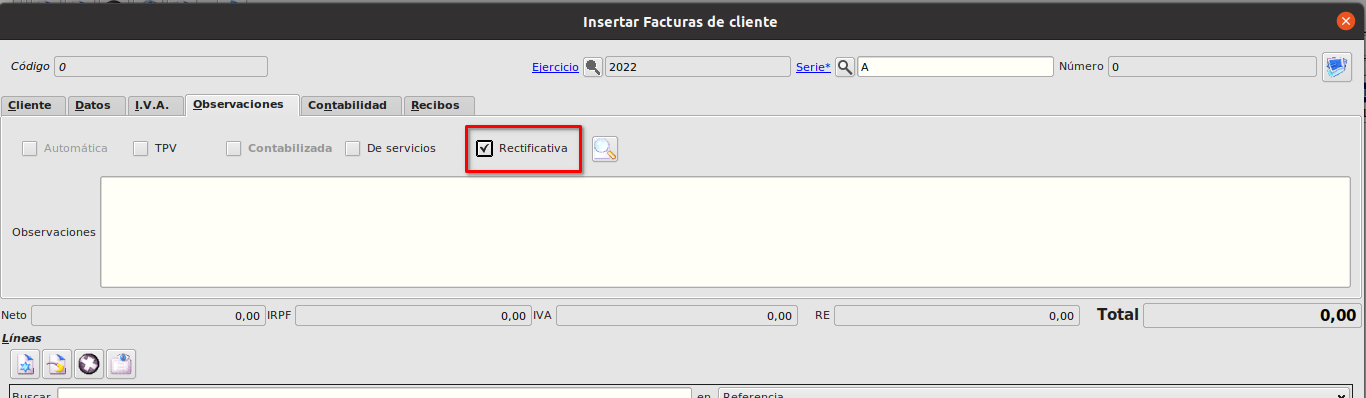 Insertar Facturas de cliente
Código 0 Ejercicio 2022 Serie* A Número 0
Cliente Datos I.V.A. Observaciones Contabilidad Recibos
Automática TPV Contabilizada De servicios Rectificativa
Observaciones
Neto 0,00 IRPF 0,00 IVA 0,00 RE 0,00 Total 0,00
Líneas
Buscar en Referencia